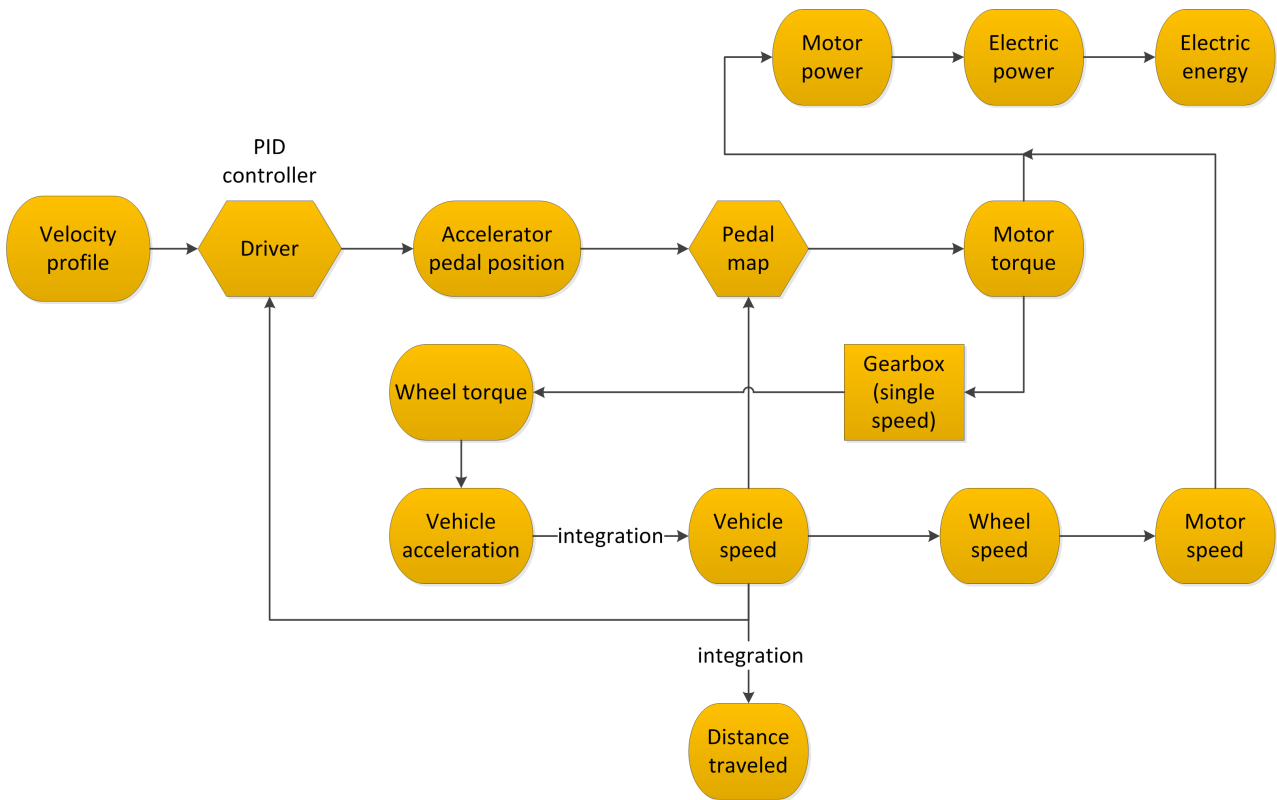 Motor
power
Electric
power
Electric
energy
PID
controller
Velocity
profile
Driver
Accelerator
pedal position
Pedal
map
Motor
torque
Wheel torque
Gearbox
(single
speed)
Vehicle
acceleration
integration
Vehicle
speed
Wheel
speed
Motor
speed
integration
Distance
traveled